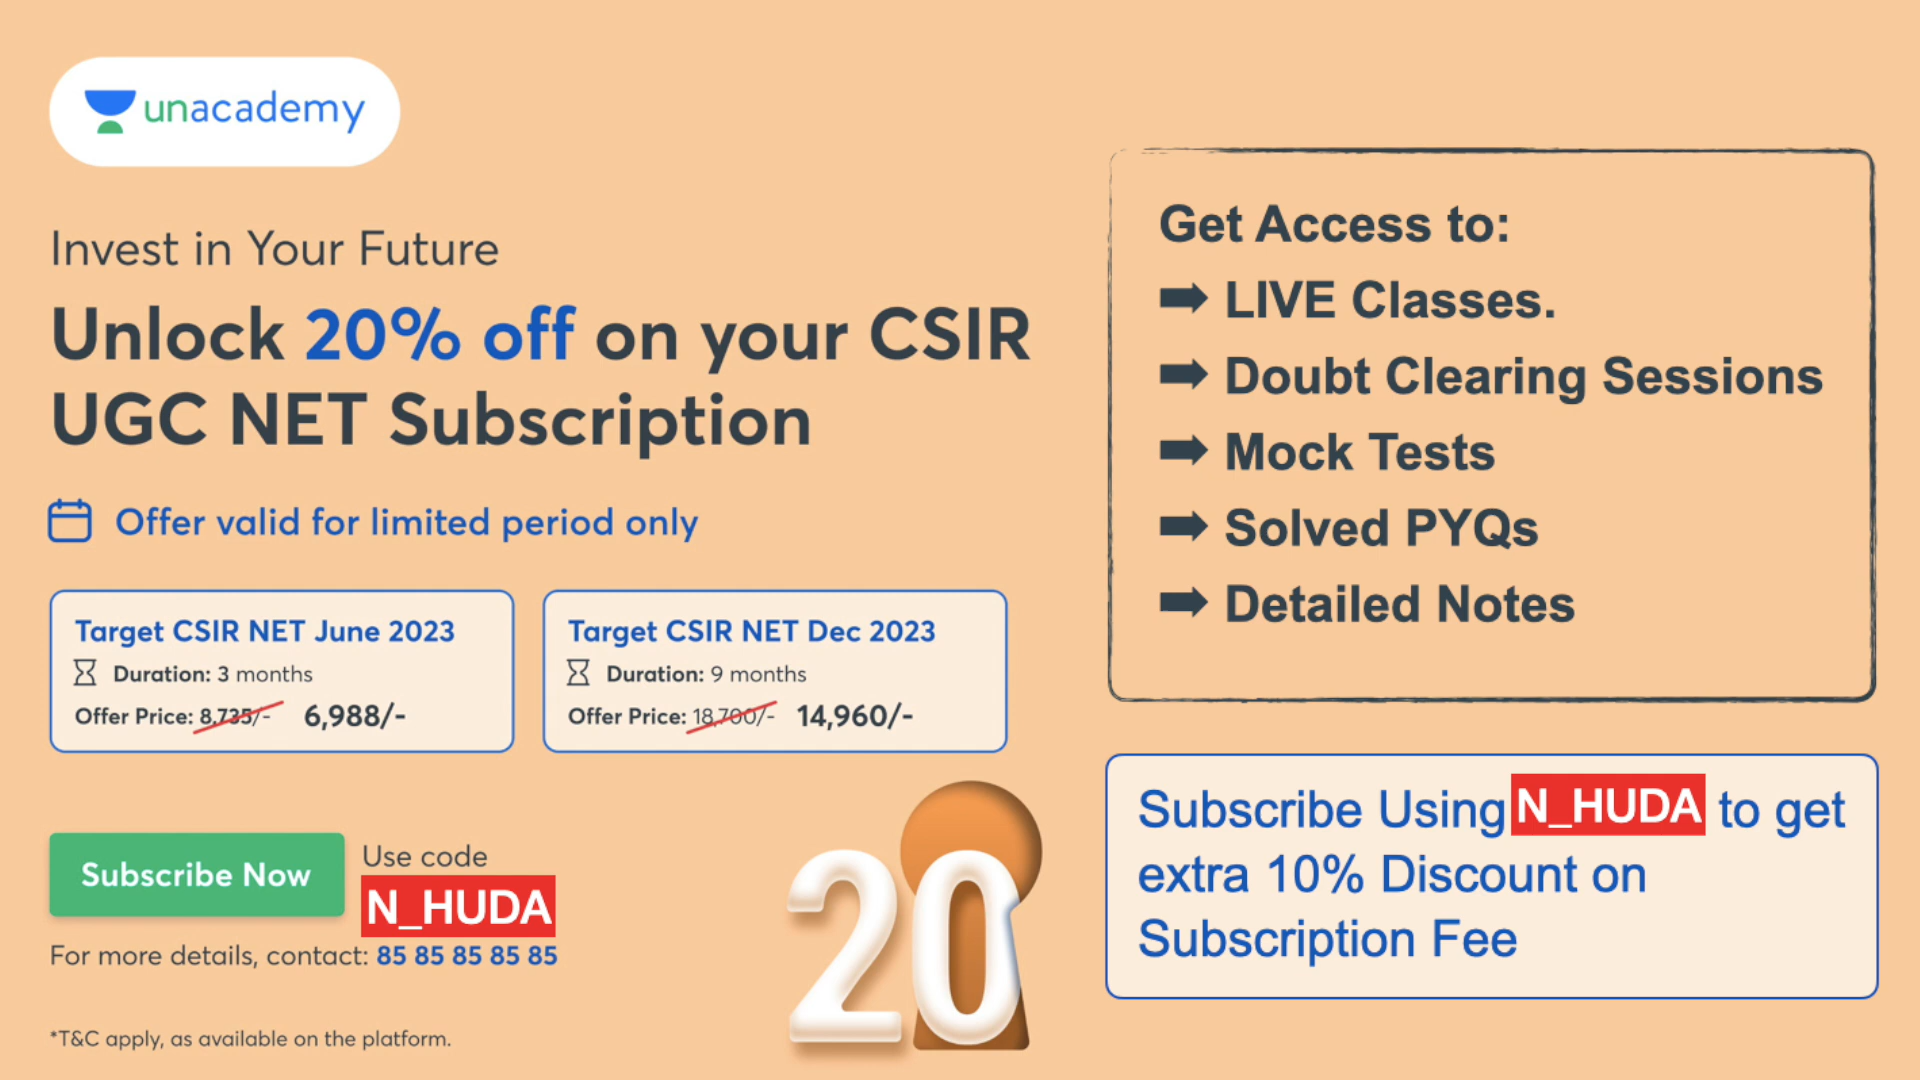 unacademy
Invest in Your Future
Unlock 20% off on your CSIR
UGC NET Subscription
Offer valid for limited period only
Target CSIR NET June 2023
Duration: 3 months
Offer Price: 8,735/- 6,988/-
Target CSIR NET Dec 2023
Duration: 9 months
Offer Price: 18,700/- 14,960/-
Subscribe Now
Use code
N_HUDA
For more details, contact: 85 85 85 85 85
*T&C apply, as available on the platform.
20
Get Access to:
➡ LIVE Classes.
➡ Doubt Clearing Sessions
➡ Mock Tests
➡ Solved PYQs
➡ Detailed Notes
Subscribe Using N_HUDA to get
extra 10% Discount on
Subscription Fee